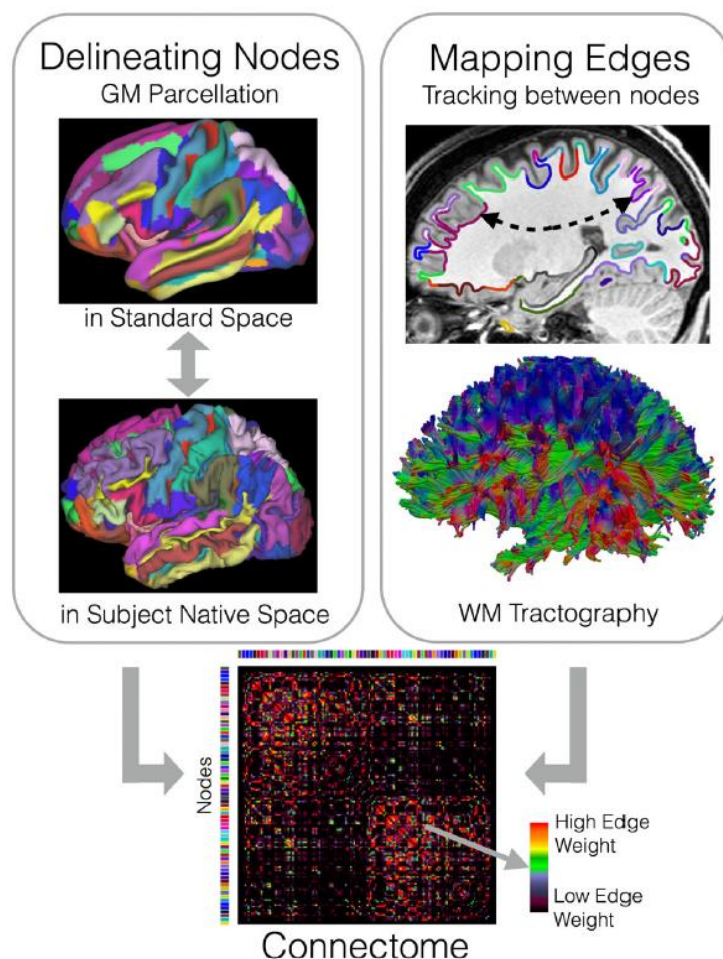 Delineating Nodes
GM Parcellation
in Standard Space
in Subject Native Space
Mapping Edges
Tracking between nodes
WM Tractography
Nodes
High Edge
Weight
Low Edge
Weight
Connectome